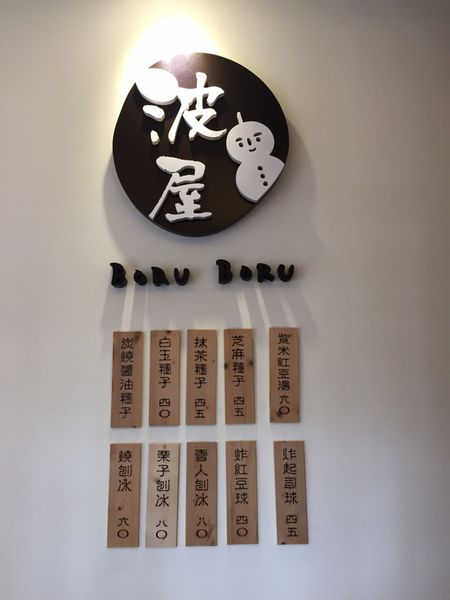 波屋
BORU BORU
紫米紅豆湯 六〇
芝麻糰子 四五
抹茶糰子 四五
白玉糰子 四〇
炭燒醬油糰子
炸起司球 四五
炸紅豆球 四〇
雪人刨冰 八〇
栗子刨冰 八〇
燒刨冰 六〇